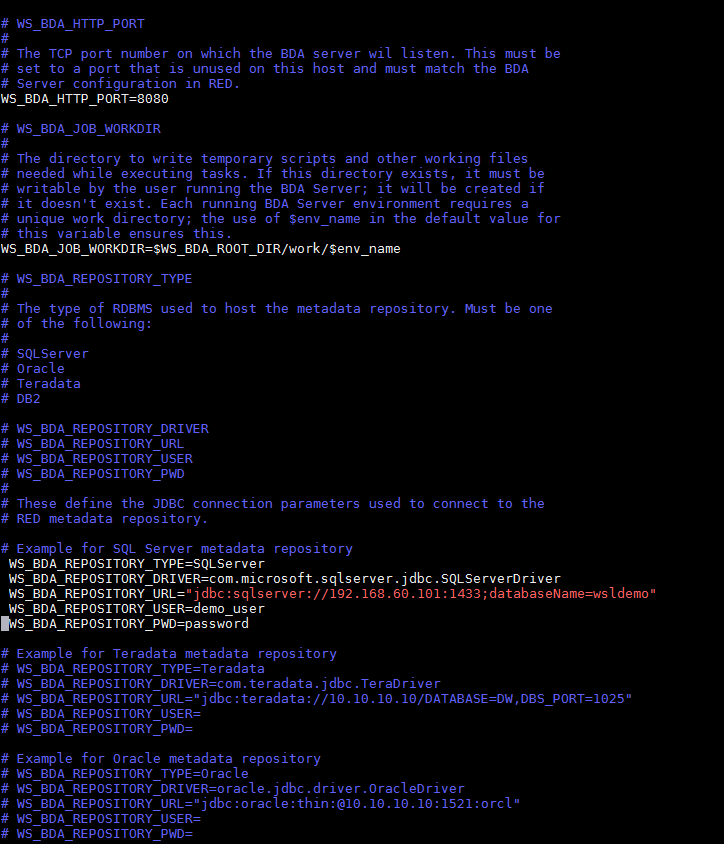 # WS_BDA_HTTP_PORT
#
# The TCP port number on which the BDA server wil listen. This must be
# set to a port that is unused on this host and must match the BDA
# Server configuration in RED.
WS_BDA_HTTP_PORT=8080

# WS_BDA_JOB_WORKDIR
#
# The directory to write temporary scripts and other working files
# needed while executing tasks. If this directory exists, it must be
# writable by the user running the BDA Server; it will be created if
# it doesn't exist. Each running BDA Server environment requires a
# unique work directory; the use of $env_name in the default value for
# this variable ensures this.
WS_BDA_JOB_WORKDIR=$WS_BDA_ROOT_DIR/work/$env_name

# WS_BDA_REPOSITORY_TYPE
#
# The type of RDBMS used to host the metadata repository. Must be one
# of the following:
#
# SQLServer
# Oracle
# Teradata
# DB2

# WS_BDA_REPOSITORY_DRIVER
# WS_BDA_REPOSITORY_URL
# WS_BDA_REPOSITORY_USER
# WS_BDA_REPOSITORY_PWD
#
# These define the JDBC connection parameters used to connect to the
# RED metadata repository.

# Example for SQL Server metadata repository
 WS_BDA_REPOSITORY_TYPE=SQLServer
 WS_BDA_REPOSITORY_DRIVER=com.microsoft.sqlserver.jdbc.SQLServerDriver
 WS_BDA_REPOSITORY_URL="jdbc:sqlserver://192.168.60.101:1433;databaseName=wsldemo"
 WS_BDA_REPOSITORY_USER=demo_user
 WS_BDA_REPOSITORY_PWD=password

# Example for Teradata metadata repository
# WS_BDA_REPOSITORY_TYPE=Teradata
# WS_BDA_REPOSITORY_DRIVER=com.teradata.jdbc.TeraDriver
# WS_BDA_REPOSITORY_URL="jdbc:teradata://10.10.10.10/DATABASE=DW,DBS_PORT=1025"
# WS_BDA_REPOSITORY_USER=
# WS_BDA_REPOSITORY_PWD=

# Example for Oracle metadata repository
# WS_BDA_REPOSITORY_TYPE=Oracle
# WS_BDA_REPOSITORY_DRIVER=oracle.jdbc.driver.OracleDriver
# WS_BDA_REPOSITORY_URL="jdbc:oracle:thin:@10.10.10.10:1521:orcl"
# WS_BDA_REPOSITORY_USER=
# WS_BDA_REPOSITORY_PWD=